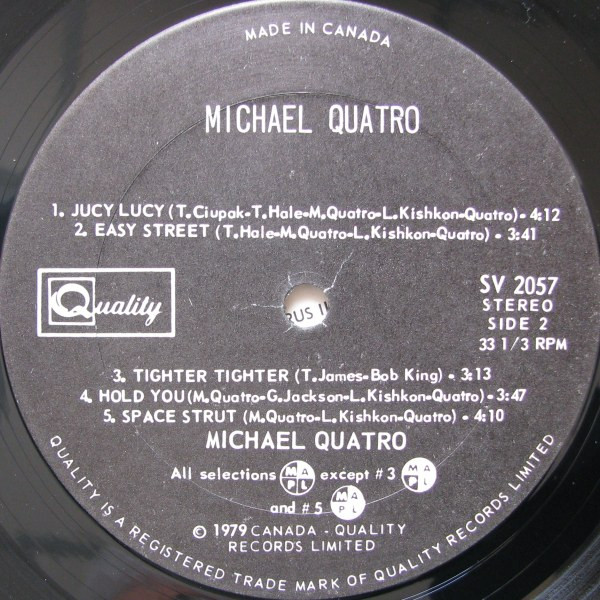 MADE IN CANADA
MICHAEL QUATRO
1. JUCY LUCY (T. Ciupak-T. Hale-M. Quatro-L. Kishkon-Quatro) - 4:12
2. EASY STREET (T. Hale-M. Quatro-L. Kishkon-Quatro) - 3:41
Quality
SV 2057
STEREO
SIDE 2
33 1/3 RPM
3. TIGHTER TIGHTER (T. James-Bob King) - 3:13
4. HOLD YOU (M. Quatro-G. Jackson-L. Kishkon-Quatro) - 3:47
5. SPACE STRUT (M. Quatro-L. Kishkon-Quatro) - 4:10
MICHAEL QUATRO
All selections MAPL except #3 MAPL
and #5 MAPL
© 1979 CANADA - QUALITY
RECORDS LIMITED
QUALITY IS A REGISTERED TRADE MARK OF QUALITY RECORDS LIMITED